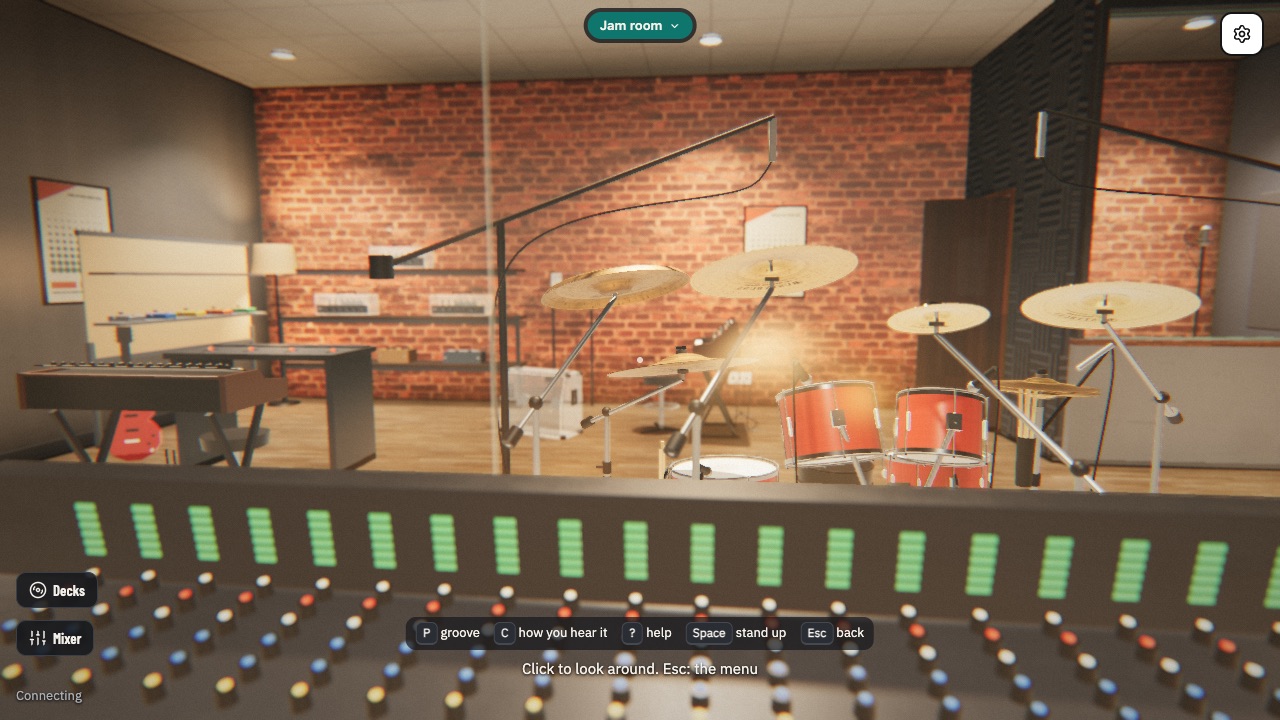 Jam room
Decks
Mixer
P groove C how you hear it ? help Space stand up Esc back
Click to look around. Esc: the menu
Connecting